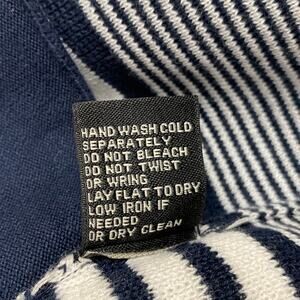 HAND WASH COLD
SEPARATELY
DO NOT BLEACH
DO NOT TWIST
OR WRING
LAY FLAT TO DRY
LOW IRON IF
NEEDED
OR DRY CLEAN